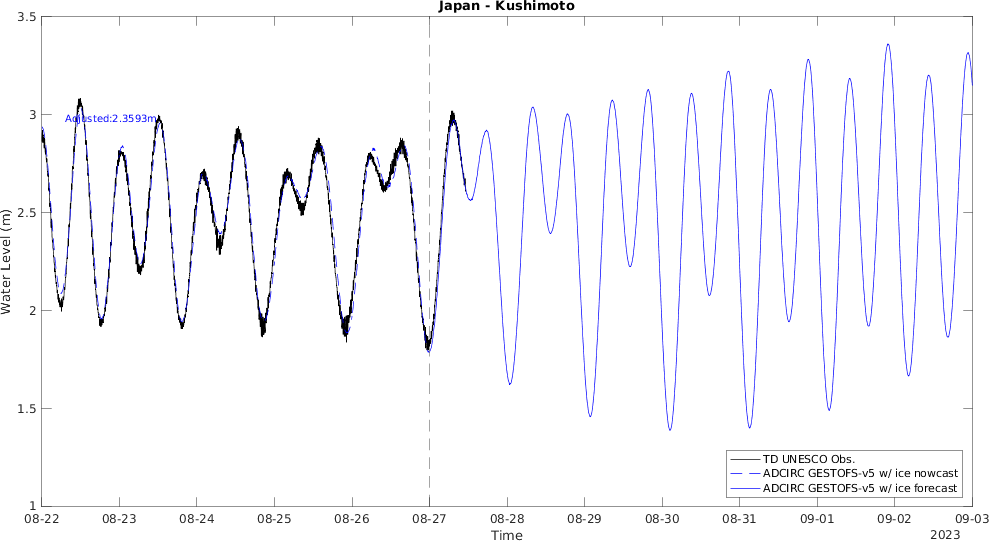 Japan - Kushimoto
3.5
3
2.5
2
1.5
1
Water Level (m)
Adjusted:2.3593m
TD UNESCO Obs.
ADCIRC GESTOFS-v5 w/ ice nowcast
ADCIRC GESTOFS-v5 w/ ice forecast
08-22 08-23 08-24 08-25 08-26 08-27 08-28 08-29 08-30 08-31 09-01 09-02 09-03
Time
2023